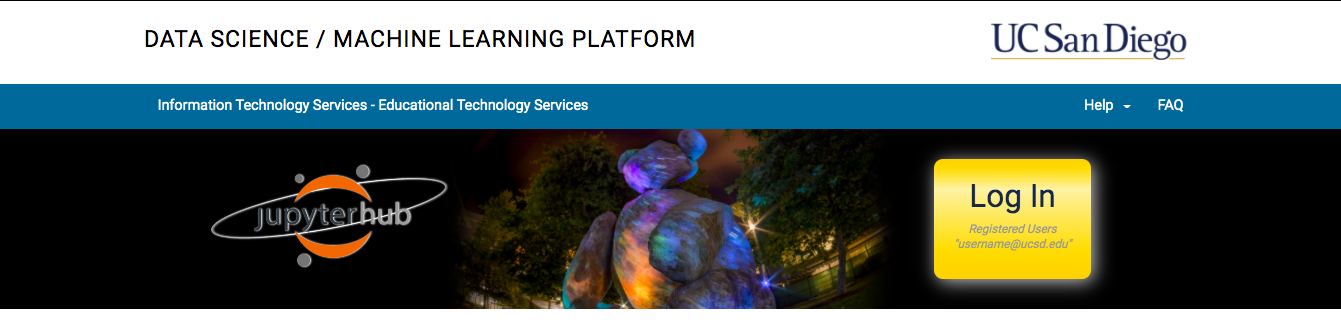 DATA SCIENCE / MACHINE LEARNING PLATFORM
UC San Diego
Information Technology Services - Educational Technology Services
Help
FAQ
jupyterhub
Log In
Registered Users
"username@ucsd.edu"